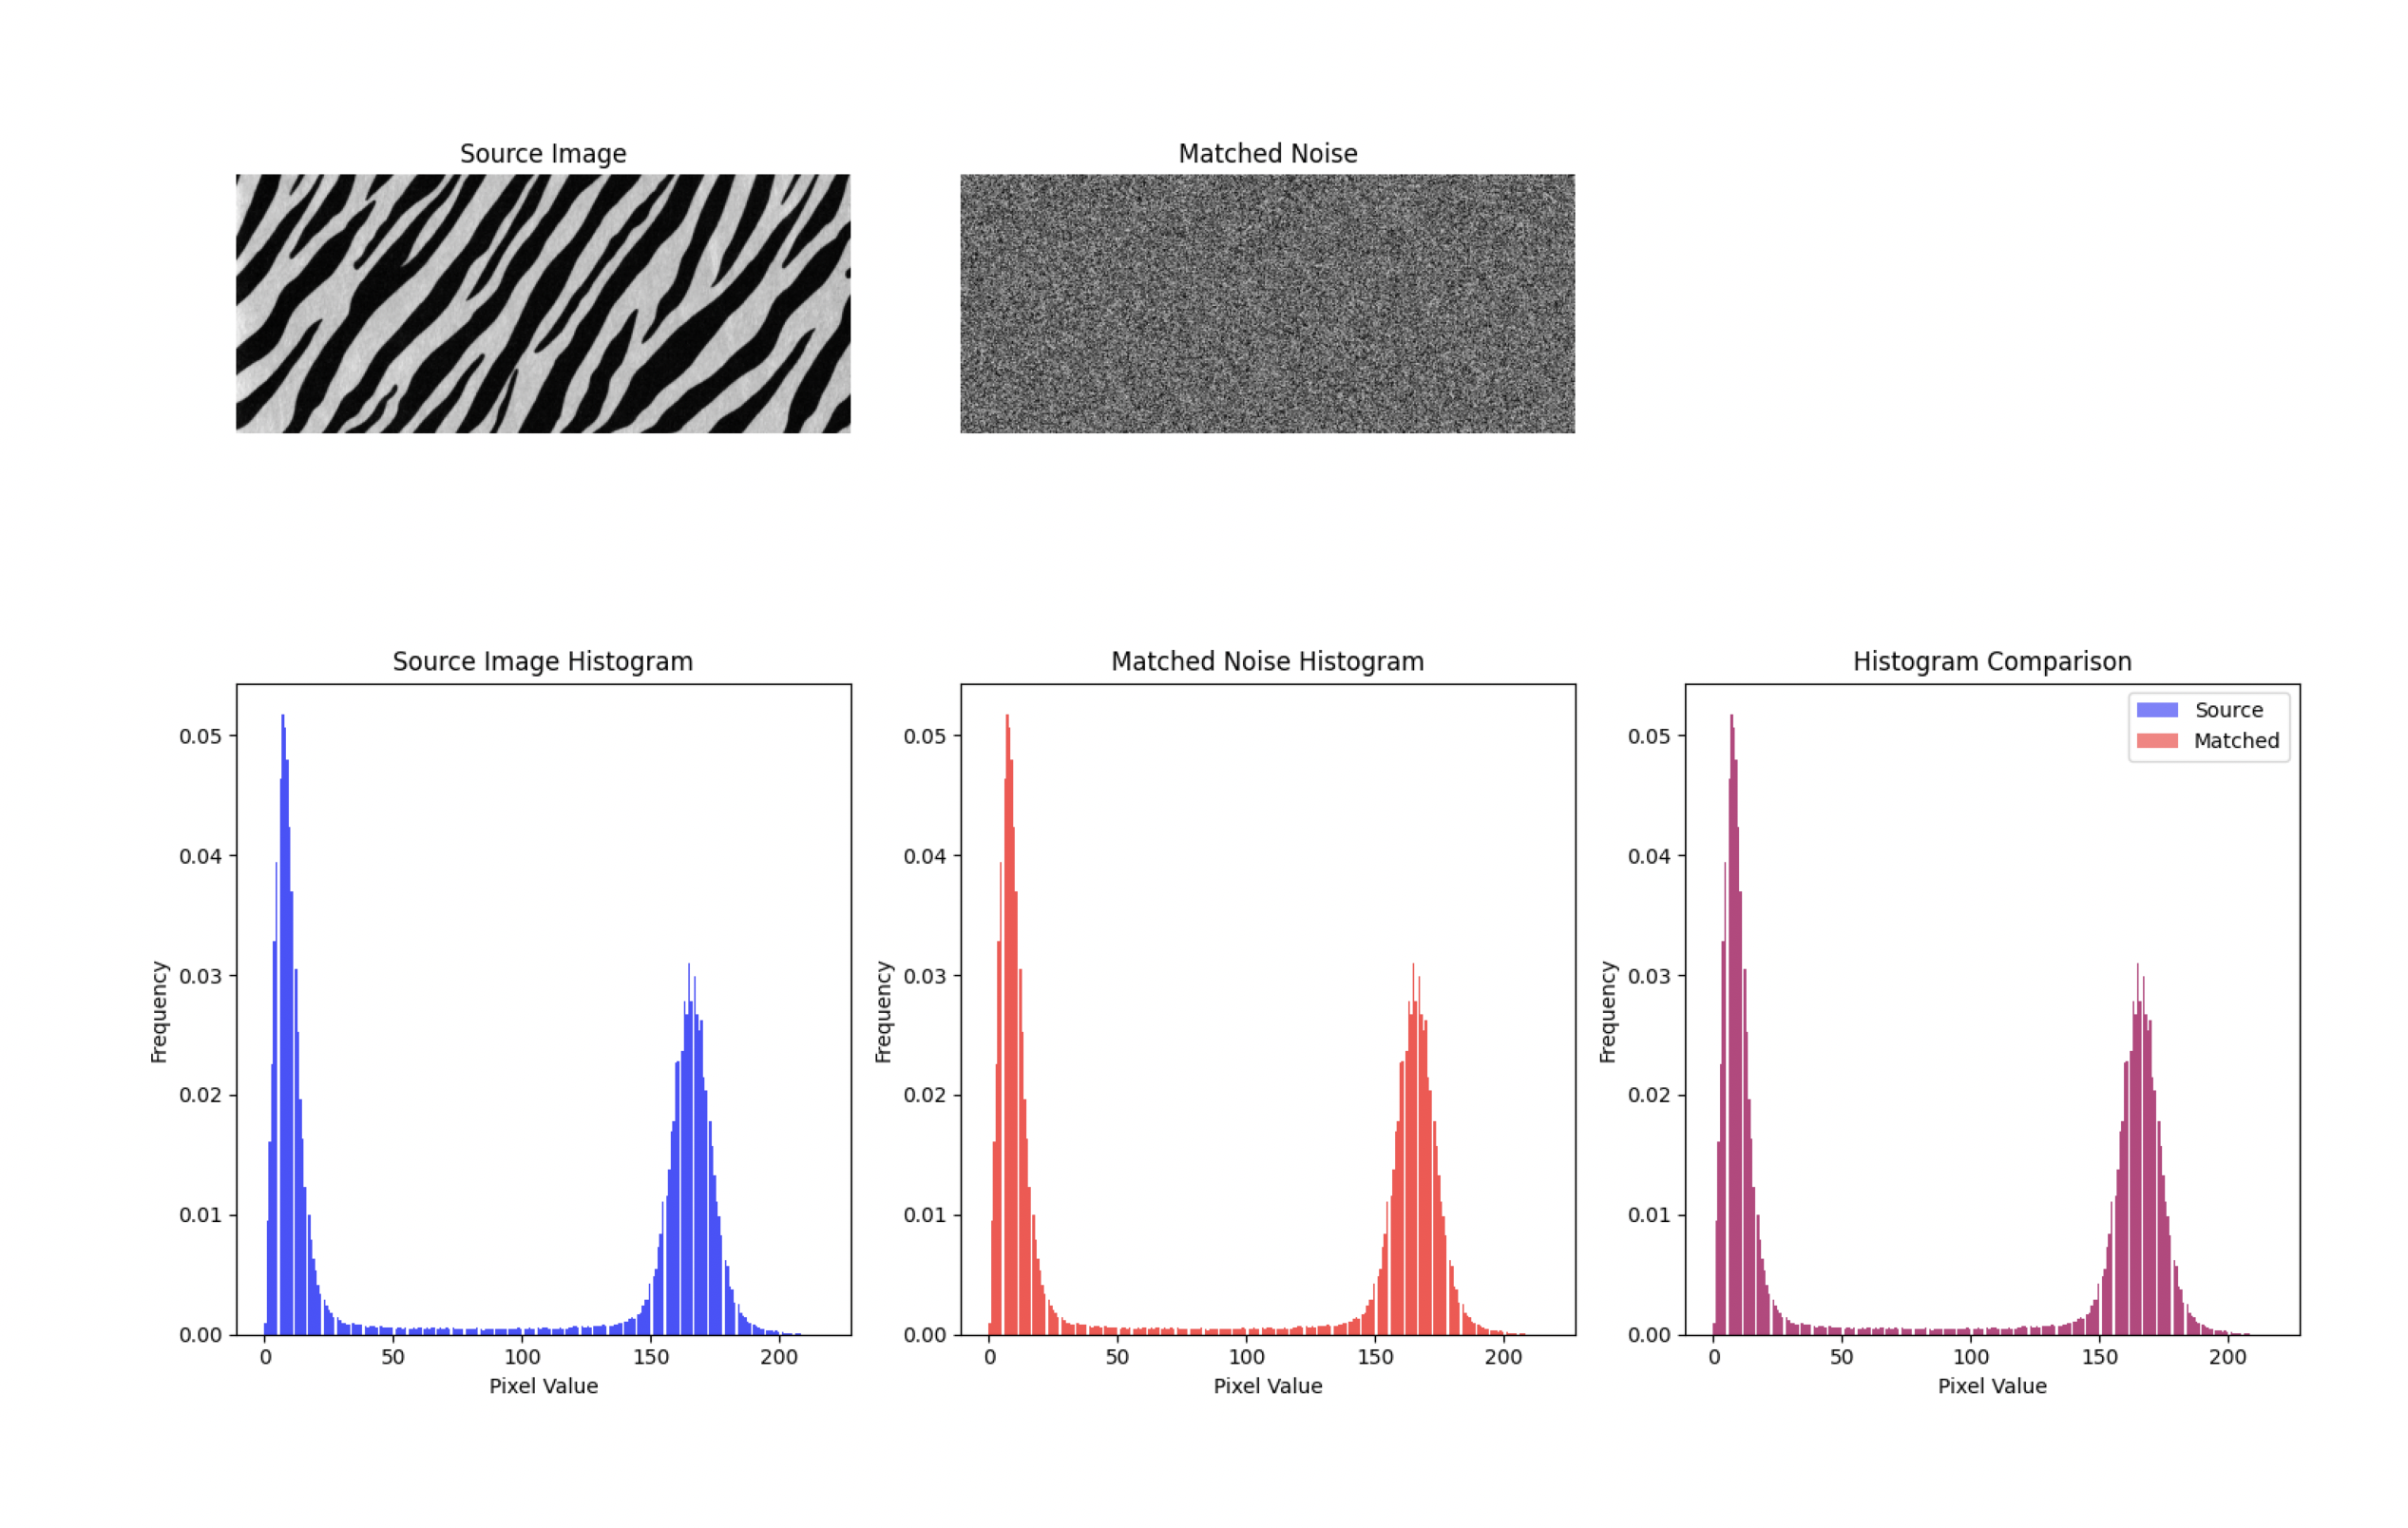 Source Image
Matched Noise
Source Image Histogram
Matched Noise Histogram
Histogram Comparison
Frequency
0.05
0.04
0.03
0.02
0.01
0.00
0 50 100 150 200
Pixel Value
Frequency
0.05
0.04
0.03
0.02
0.01
0.00
0 50 100 150 200
Pixel Value
Frequency
0.05
0.04
0.03
0.02
0.01
0.00
Source
Matched
0 50 100 150 200
Pixel Value